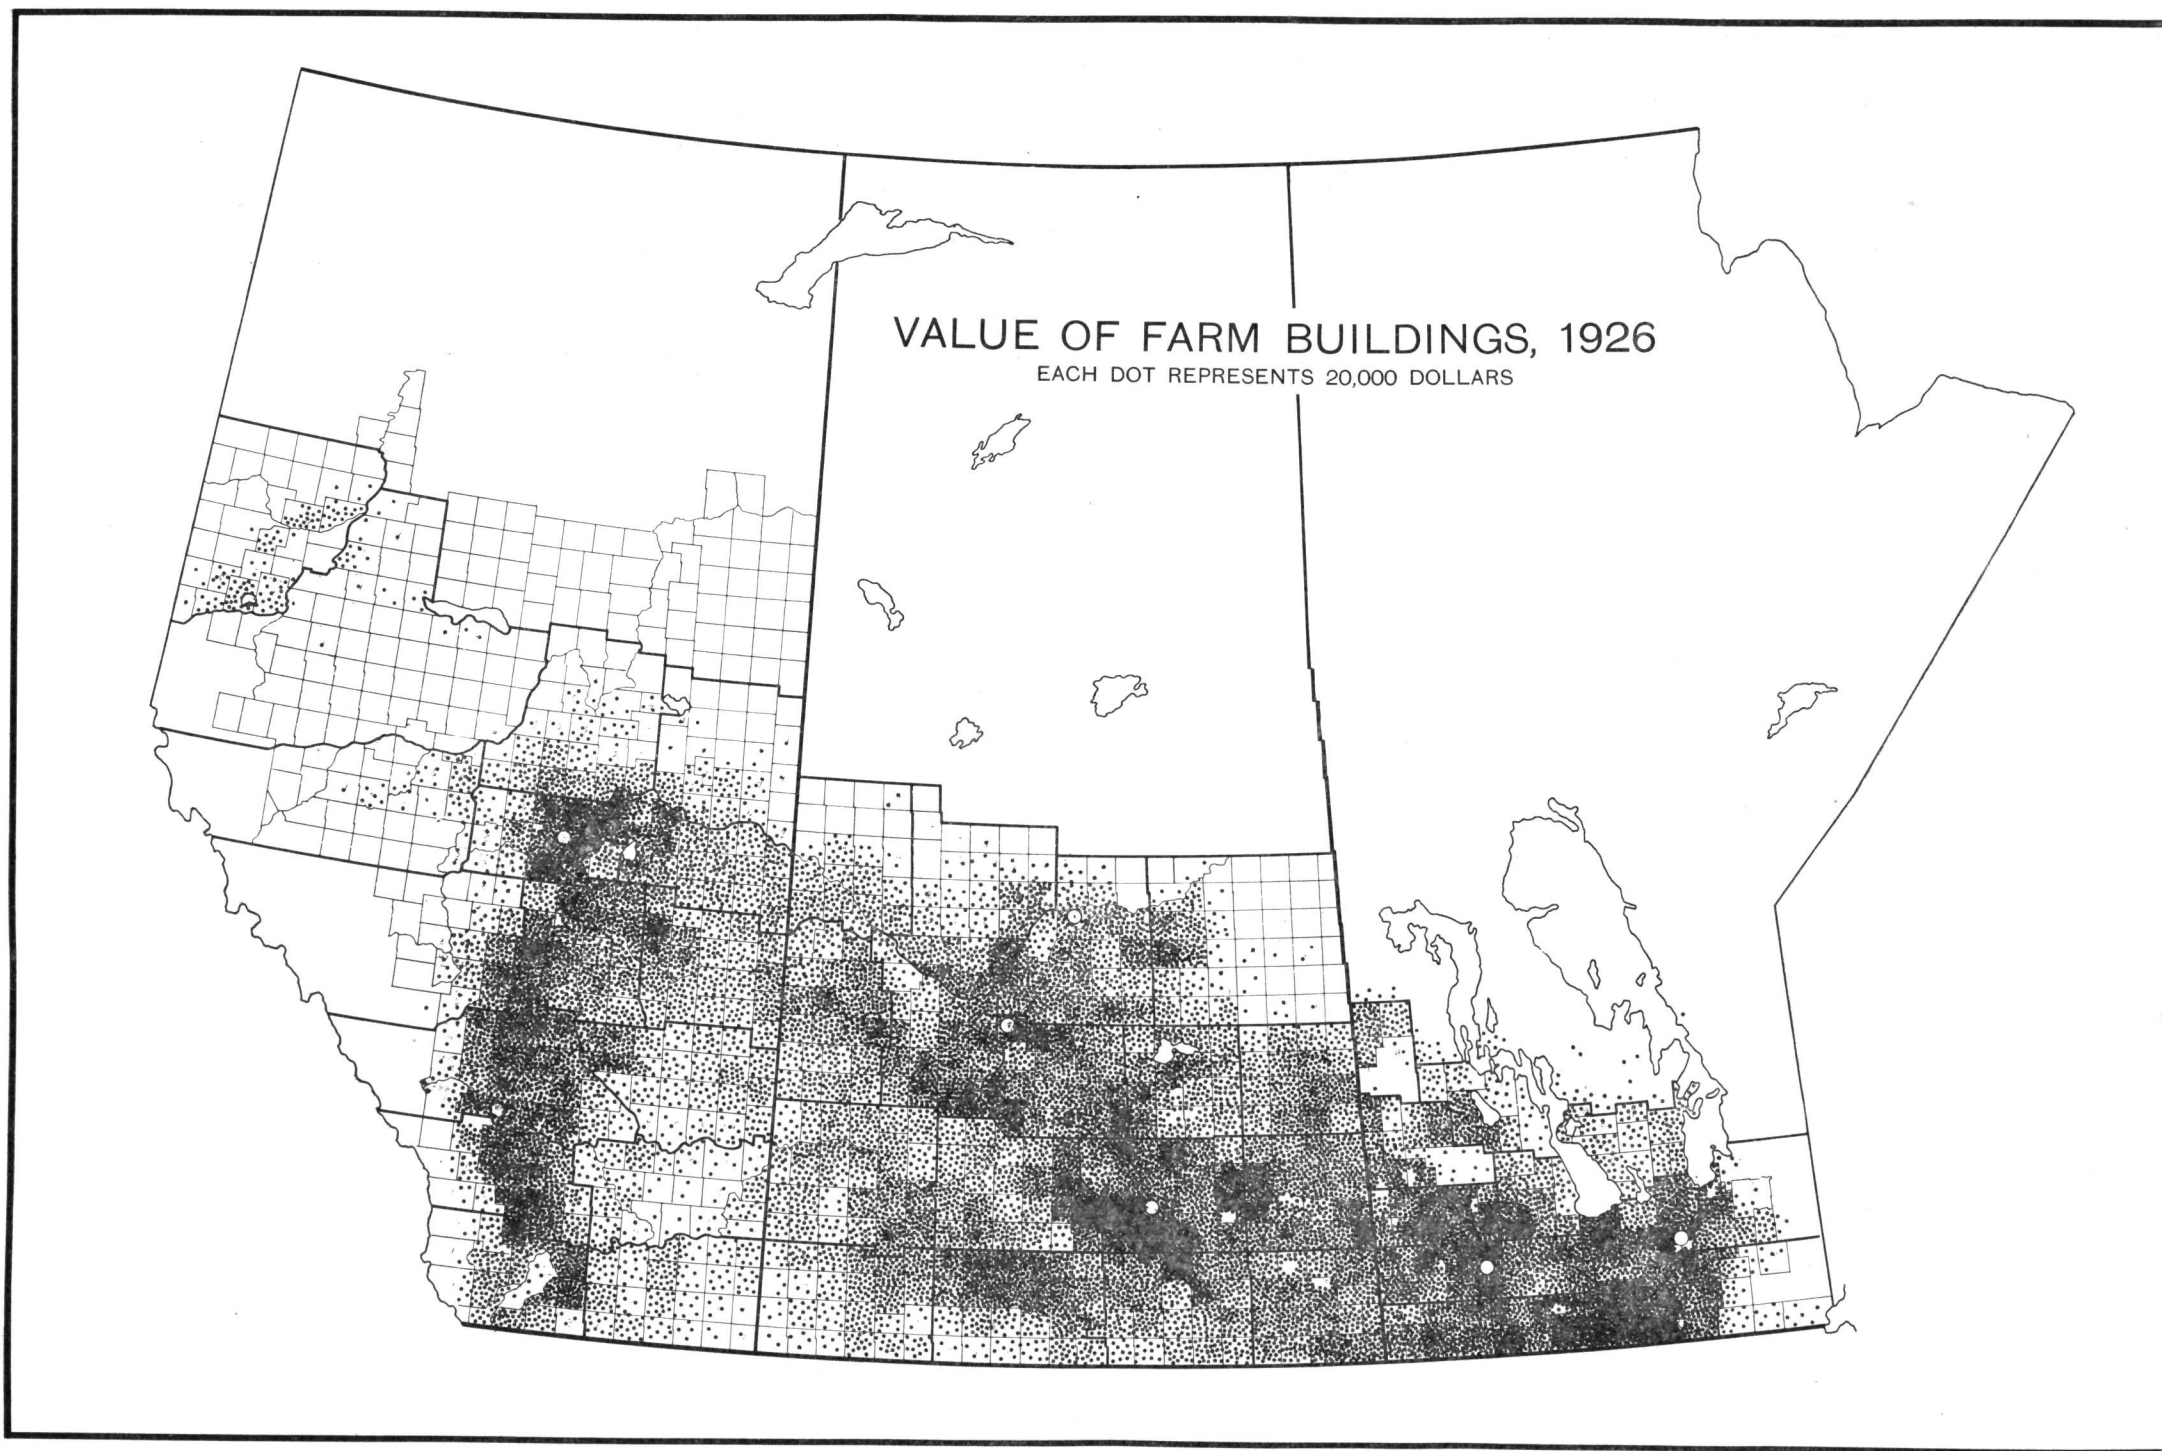 VALUE OF FARM BUILDINGS, 1926
EACH DOT REPRESENTS 20,000 DOLLARS